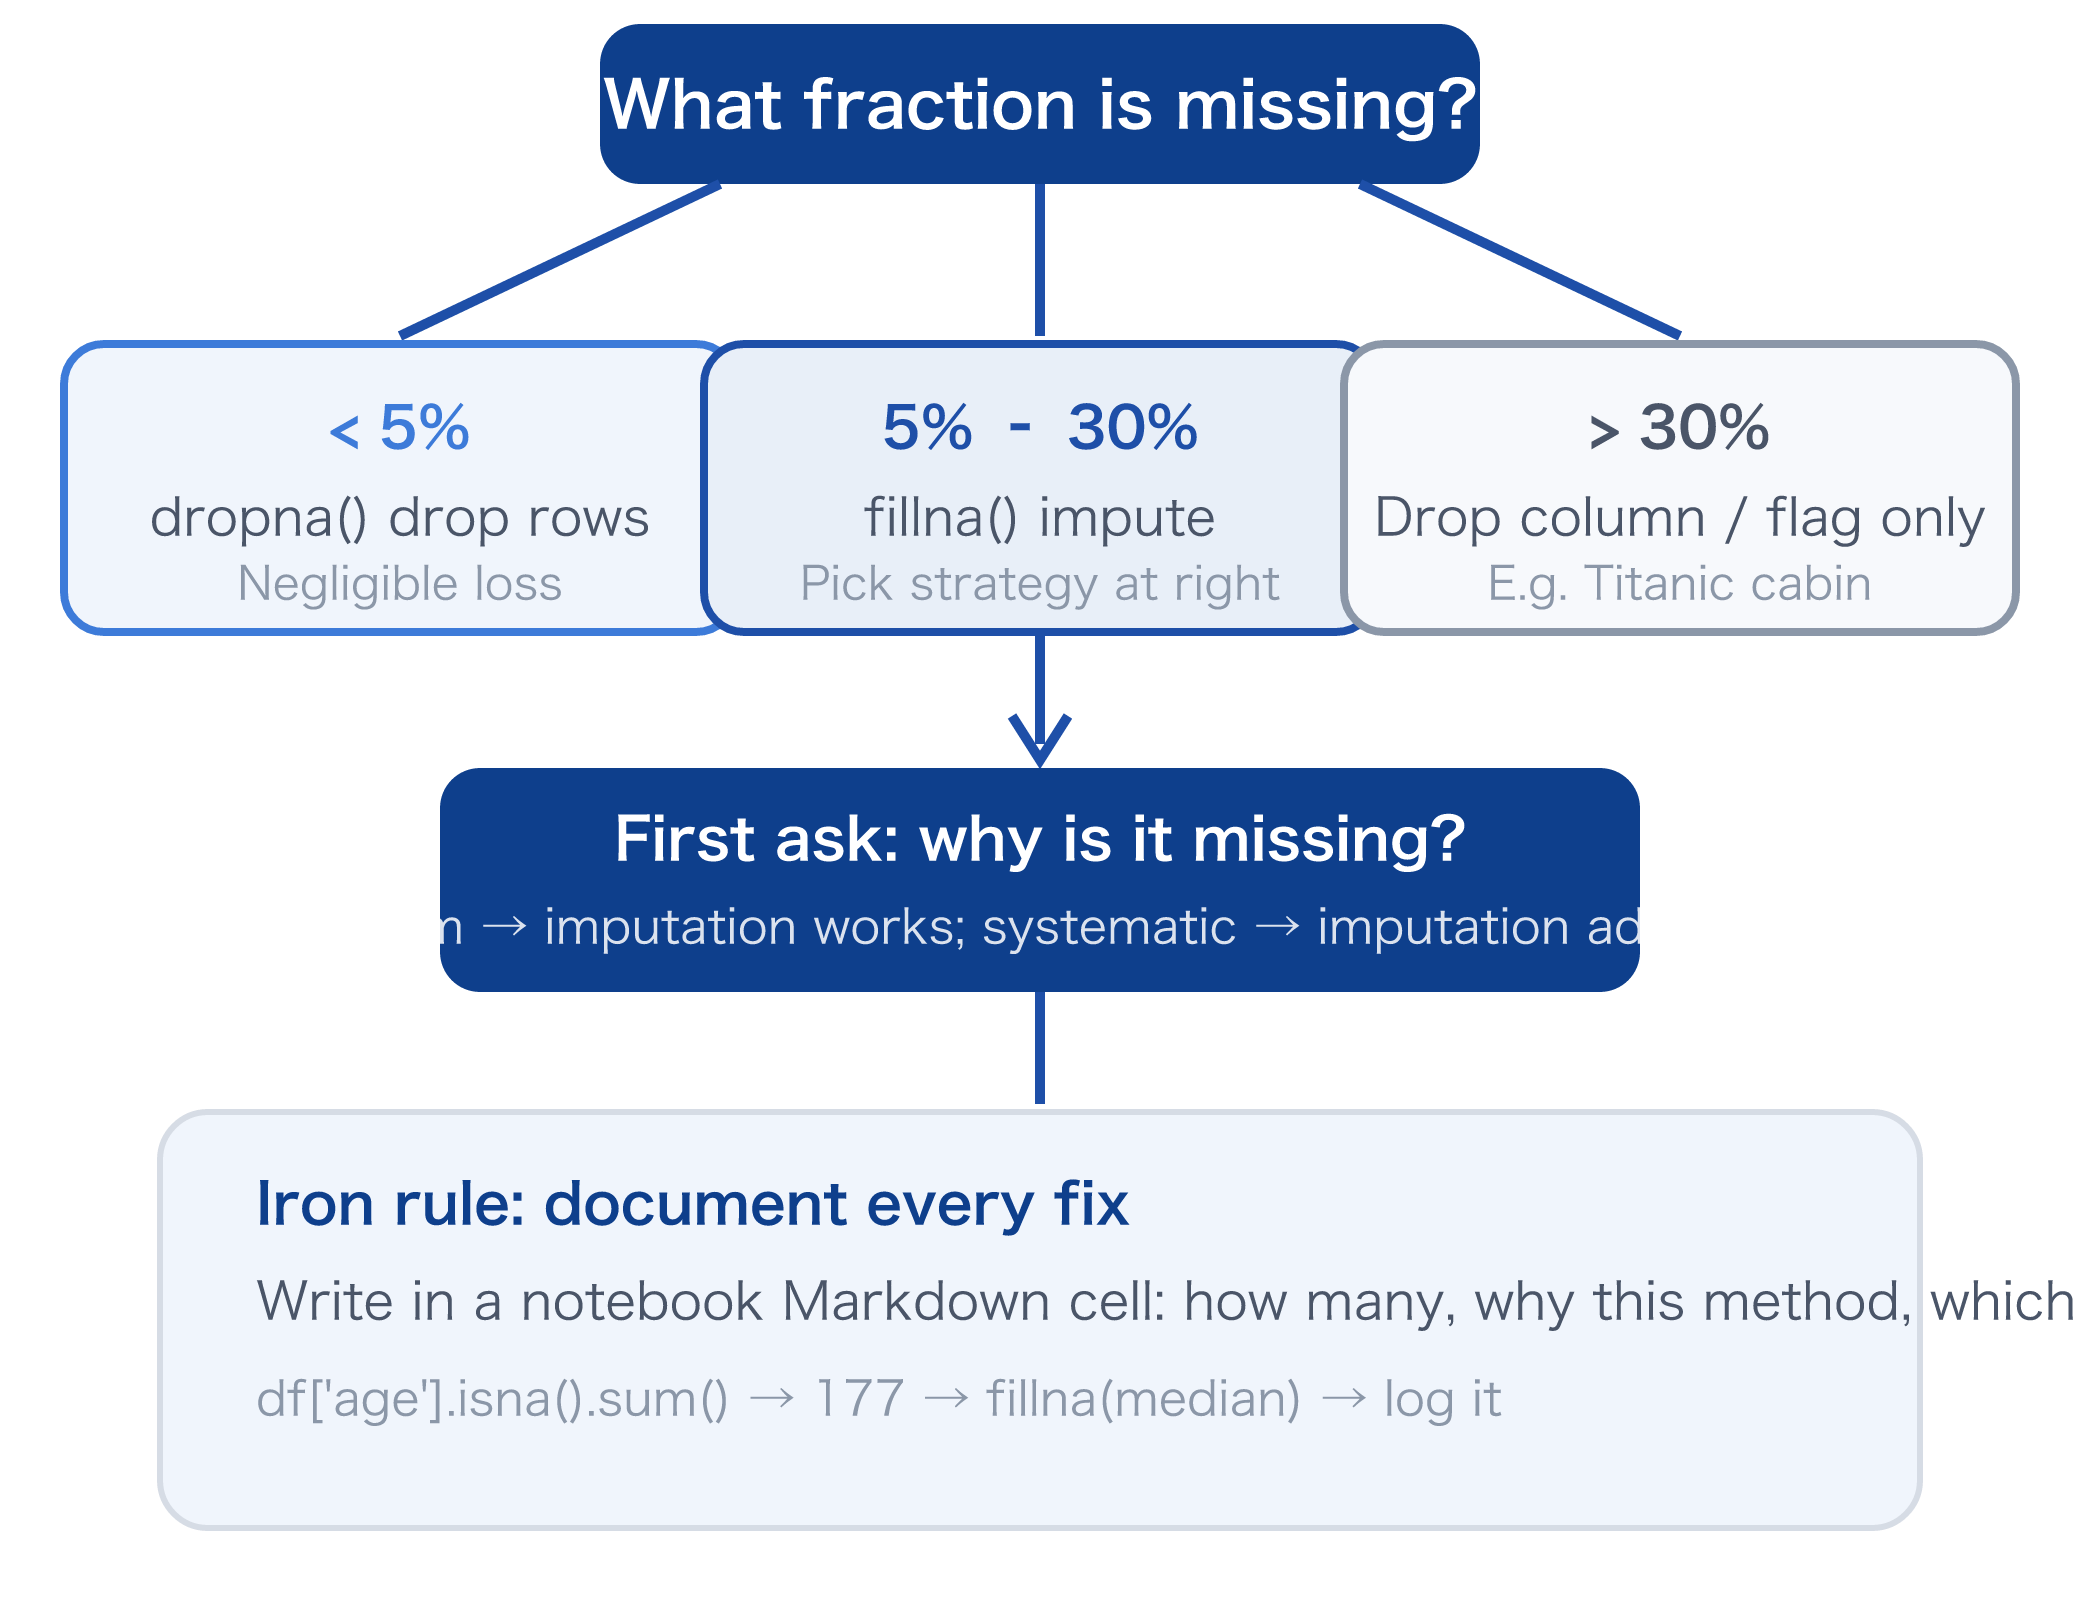 What fraction is missing?
< 5%
dropna() drop rows
Negligible loss
5% - 30%
fillna() impute
Pick strategy at right
> 30%
Drop column / flag only
E.g. Titanic cabin
First ask: why is it missing?
→ imputation works; systematic → imputation
Iron rule: document every fix
Write in a notebook Markdown cell: how many, why this method, which
df['age'].isna().sum() → 177 → fillna(median) → log it